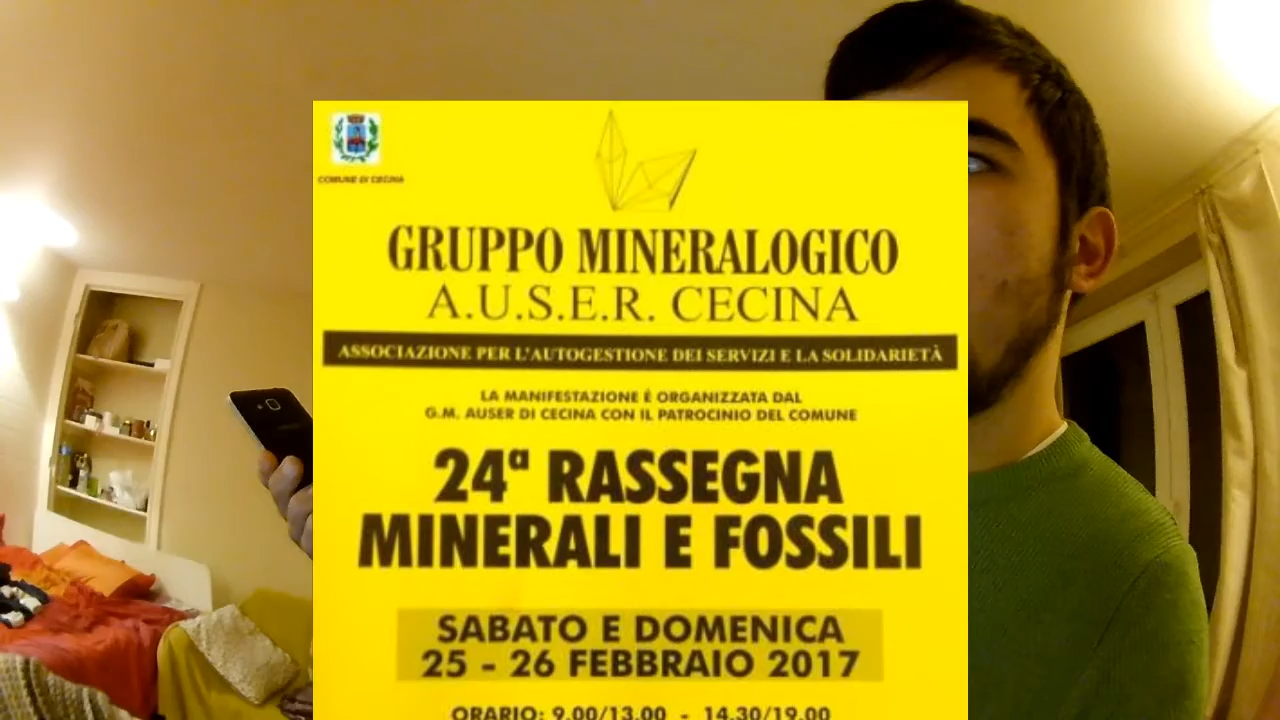 COMUNE DI CECINA
GRUPPO MINERALOGICO
A.U.S.E.R. CECINA
ASSOCIAZIONE PER L'AUTOGESTIONE DEI SERVIZI E LA SOLIDARIETÀ
LA MANIFESTAZIONE È ORGANIZZATA DAL
G.M. AUSER DI CECINA CON IL PATROCINIO DEL COMUNE
24ª RASSEGNA
MINERALI E FOSSILI
SABATO E DOMENICA
25 - 26 FEBBRAIO 2017
ORARIO: 9.00/13.00 - 14.30/19.00